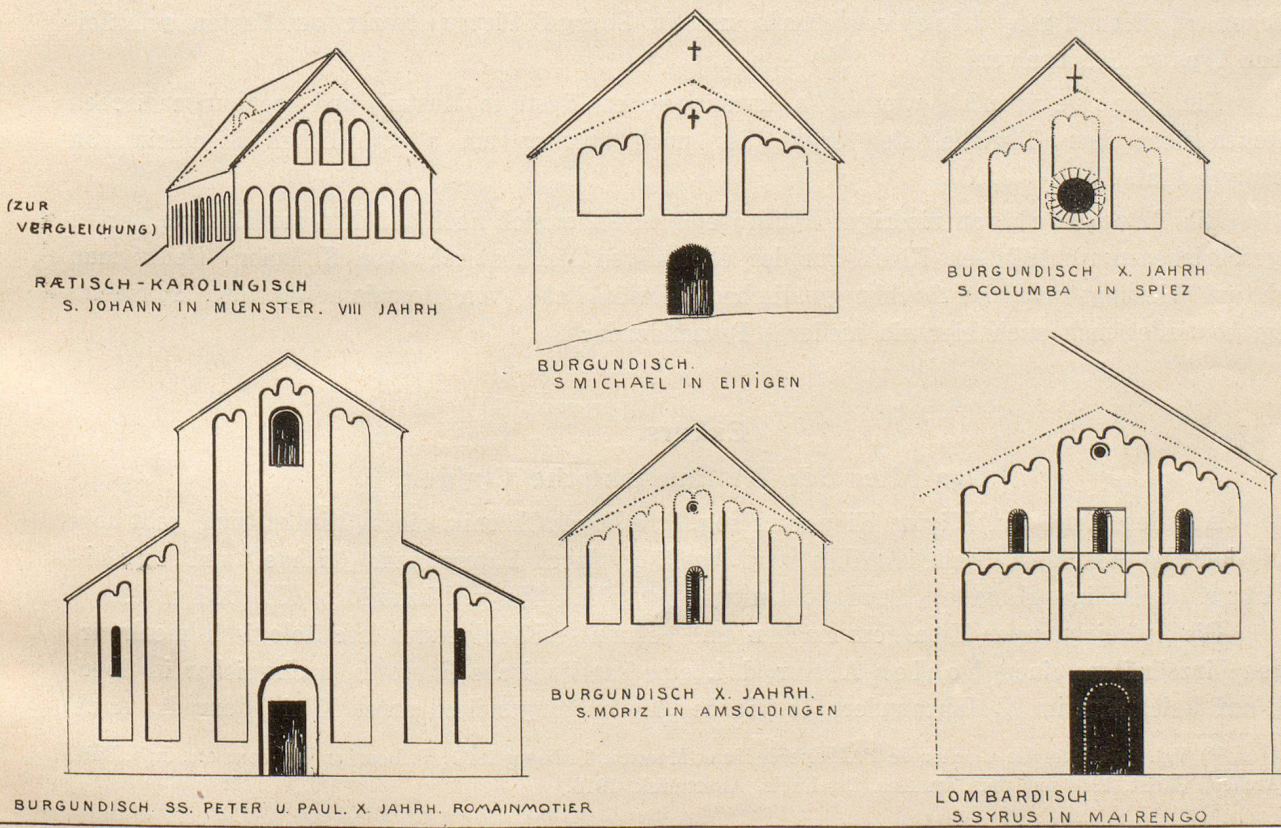 (ZUR
VERGLEICHUNG)
RÆTISCH-KAROLINGISCH
S. JOHANN IN MUENSTER. VIII JAHRH
BURGUNDISCH.
S MICHAEL IN EINIGEN
BURGUNDISCH X. JAHRH
S. COLUMBA IN SPIEZ
BURGUNDISCH. SS. PETER U. PAUL. X. JAHRH. ROMAINMOTIER
BURGUNDISCH X. JAHRH.
S. MORIZ IN AMSOLDINGEN
LOMBARDISCH
S. SYRUS IN MAIRENGO